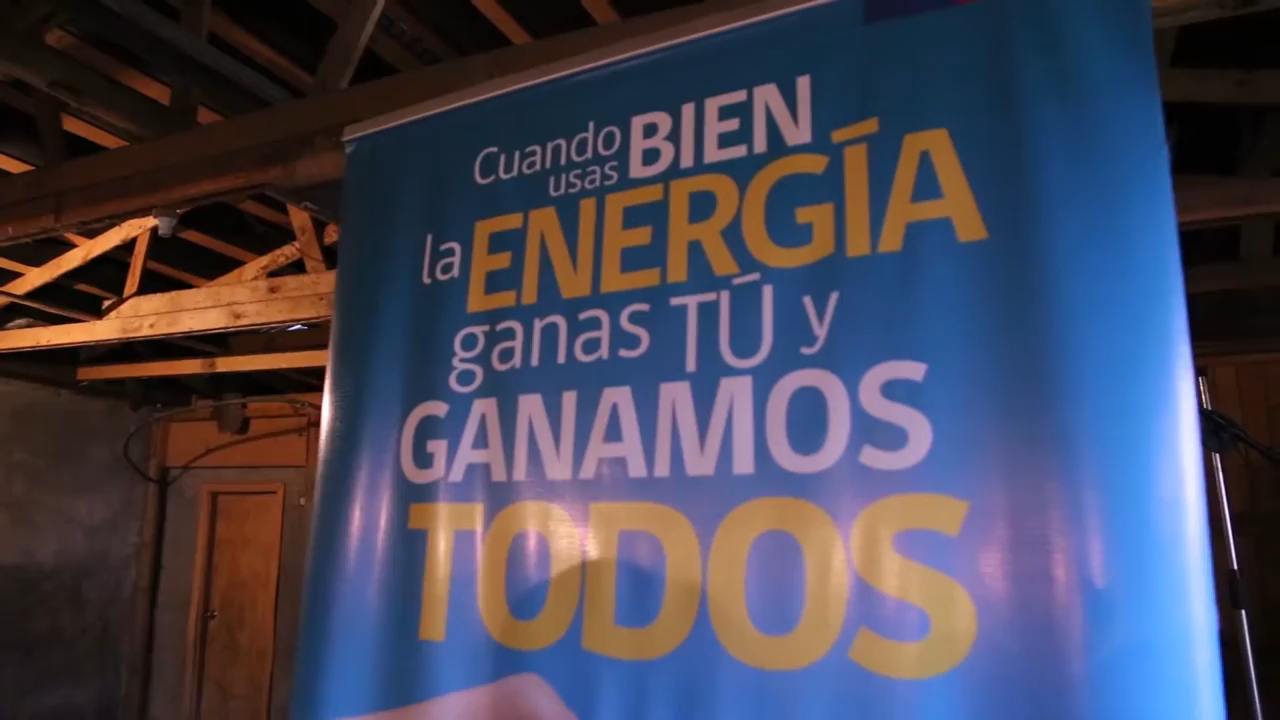 Cuando usas BIEN
la ENERGÍA
ganas TÚ y
GANAMOS
TODOS